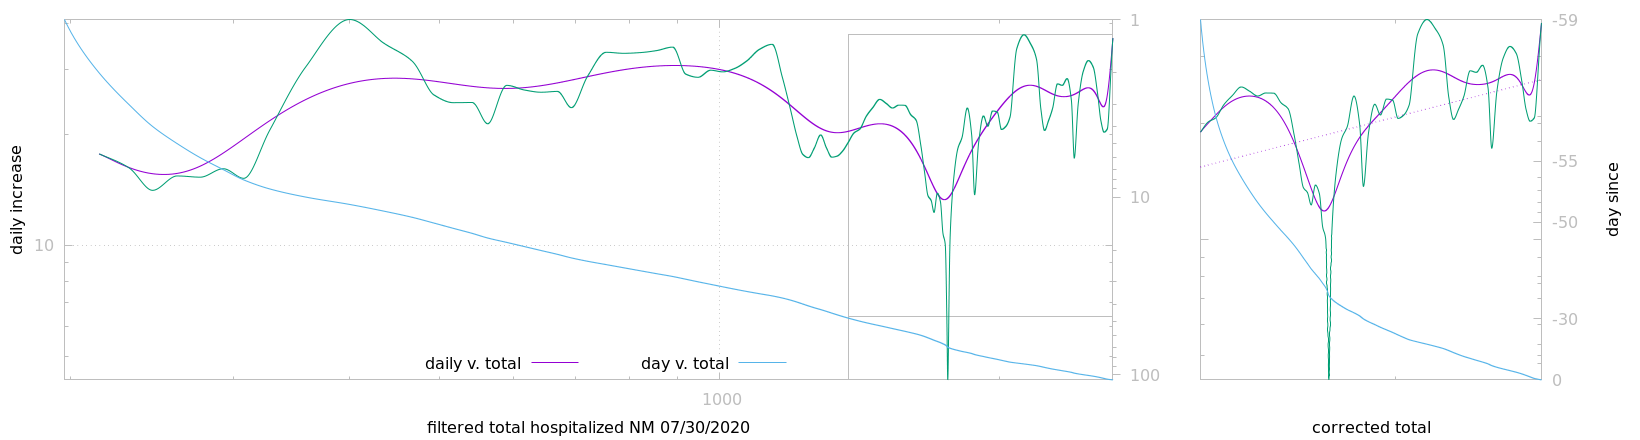 daily increase
10
daily v. total
day v. total
1000
filtered total hospitalized NM 07/30/2020
1
10
100
-59
-55
-50
-30
0
day since
corrected total